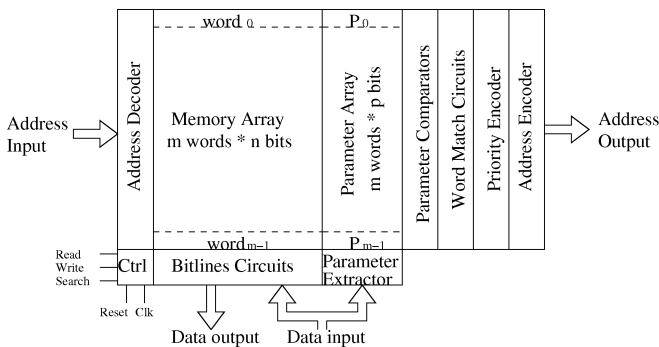 word 0
P 0
Address Decoder
Memory Array
m words * n bits
Parameter Array
m words * p bits
Parameter Comparators
Word Match Circuits
Priority Encoder
Address Encoder
Address
Input
Address
Output
word m-1
P m-1
Read
Write
Search
Ctrl
Bitlines Circuits
Parameter
Extractor
Reset
Clk
Data output
Data input